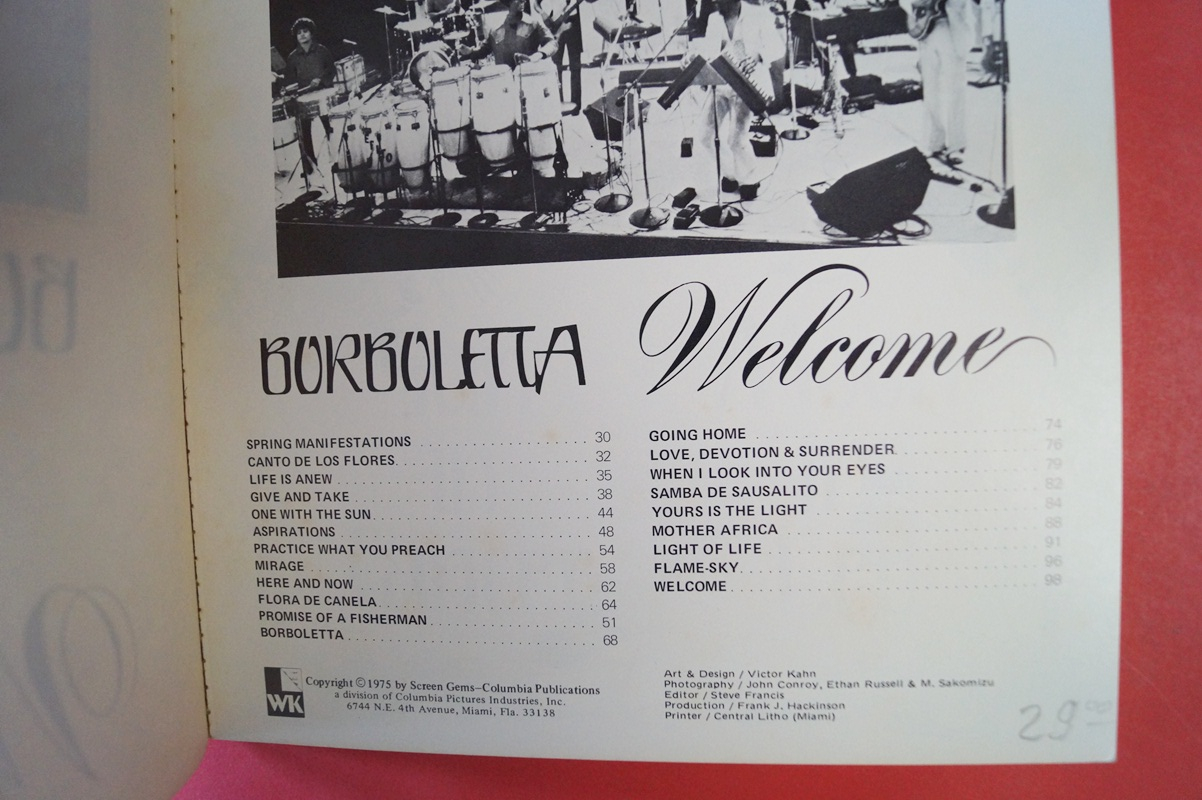 BORBOLETTA
SPRING MANIFESTATIONS . . . . . . . . . . . . . . . . . . 30
CANTO DE LOS FLORES. . . . . . . . . . . . . . . . . . . . 32
LIFE IS ANEW . . . . . . . . . . . . . . . . . . . . . . . . . . . 35
GIVE AND TAKE . . . . . . . . . . . . . . . . . . . . . . . . . 38
ONE WITH THE SUN. . . . . . . . . . . . . . . . . . . . . . . 44
ASPIRATIONS . . . . . . . . . . . . . . . . . . . . . . . . . . . 48
PRACTICE WHAT YOU PREACH . . . . . . . . . . . . . . 54
MIRAGE . . . . . . . . . . . . . . . . . . . . . . . . . . . . . . 58
HERE AND NOW . . . . . . . . . . . . . . . . . . . . . . . . 62
FLORA DE CANELA. . . . . . . . . . . . . . . . . . . . . . . 64
PROMISE OF A FISHERMAN . . . . . . . . . . . . . . . . 51
BORBOLETTA . . . . . . . . . . . . . . . . . . . . . . . . . . 68
Welcome
GOING HOME . . . . . . . . . . . . . . . . . . . . . . . . . . 74
LOVE, DEVOTION & SURRENDER. . . . . . . . . . . . . 76
WHEN I LOOK INTO YOUR EYES . . . . . . . . . . . . . 79
SAMBA DE SAUSALITO . . . . . . . . . . . . . . . . . . . . 82
YOURS IS THE LIGHT . . . . . . . . . . . . . . . . . . . . . 84
MOTHER AFRICA . . . . . . . . . . . . . . . . . . . . . . . . 88
LIGHT OF LIFE . . . . . . . . . . . . . . . . . . . . . . . . . 91
FLAME-SKY. . . . . . . . . . . . . . . . . . . . . . . . . . . . 96
WELCOME . . . . . . . . . . . . . . . . . . . . . . . . . . . . 98
WK
Copyright ©1975 by Screen Gems—Columbia Publications
a division of Columbia Pictures Industries, Inc.
6744 N.E. 4th Avenue, Miami, Fla. 33138
Art & Design / Victor Kahn
Photography / John Conroy, Ethan Russell & M. Sakomizu
Editor / Steve Francis
Production / Frank J. Hackinson
Printer / Central Litho (Miami)
29